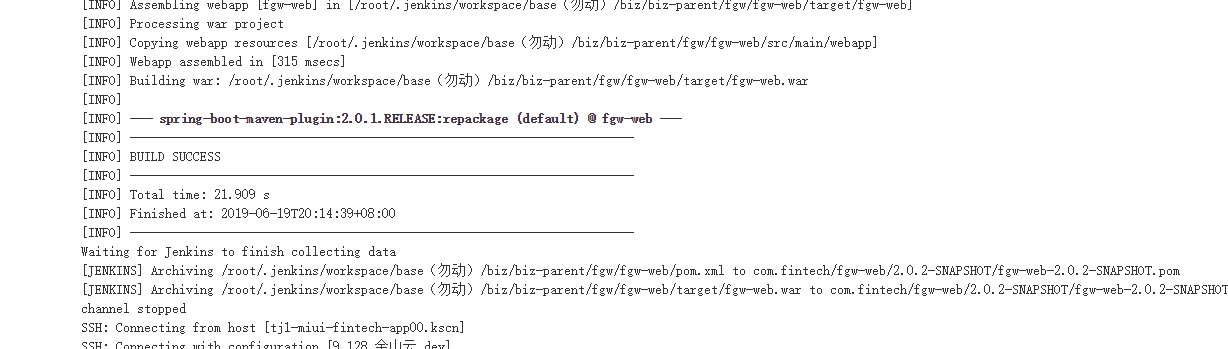 [INFO] Assembling webapp [fgw-web] in [/root/.jenkins/workspace/base（勿动）/biz/biz-parent/fgw/fgw-web/target/fgw-web]
[INFO] Processing war project
[INFO] Copying webapp resources [/root/.jenkins/workspace/base（勿动）/biz/biz-parent/fgw/fgw-web/src/main/webapp]
[INFO] Webapp assembled in [315 msecs]
[INFO] Building war: /root/.jenkins/workspace/base（勿动）/biz/biz-parent/fgw/fgw-web/target/fgw-web.war
[INFO]
[INFO] --- spring-boot-maven-plugin:2.0.1.RELEASE:repackage (default) @ fgw-web ---
[INFO] ------------------------------------------------------------------------
[INFO] BUILD SUCCESS
[INFO] ------------------------------------------------------------------------
[INFO] Total time: 21.909 s
[INFO] Finished at: 2019-06-19T20:14:39+08:00
[INFO] ------------------------------------------------------------------------
Waiting for Jenkins to finish collecting data
[JENKINS] Archiving /root/.jenkins/workspace/base（勿动）/biz/biz-parent/fgw/fgw-web/pom.xml to com.fintech/fgw-web/2.0.2-SNAPSHOT/fgw-web-2.0.2-SNAPSHOT.pom
[JENKINS] Archiving /root/.jenkins/workspace/base（勿动）/biz/biz-parent/fgw/fgw-web/target/fgw-web.war to com.fintech/fgw-web/2.0.2-SNAPSHOT/fgw-web-2.0.2-SNAPSHOT
channel stopped
SSH: Connecting from host [tj1-miui-fintech-app00.kscn]
SSH: Connecting with configuration [9.128 金山云 dev]